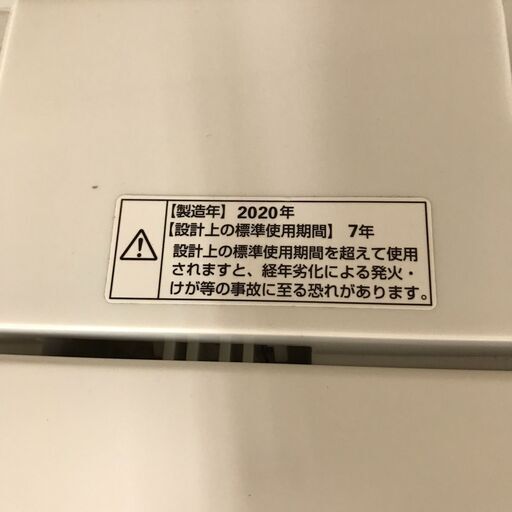 【製造年】 2020年
【設計上の標準使用期間】 7年
設計上の標準使用期間を超えて使用
されますと、経年劣化による発火・
けが等の事故に至る恐れがあります。